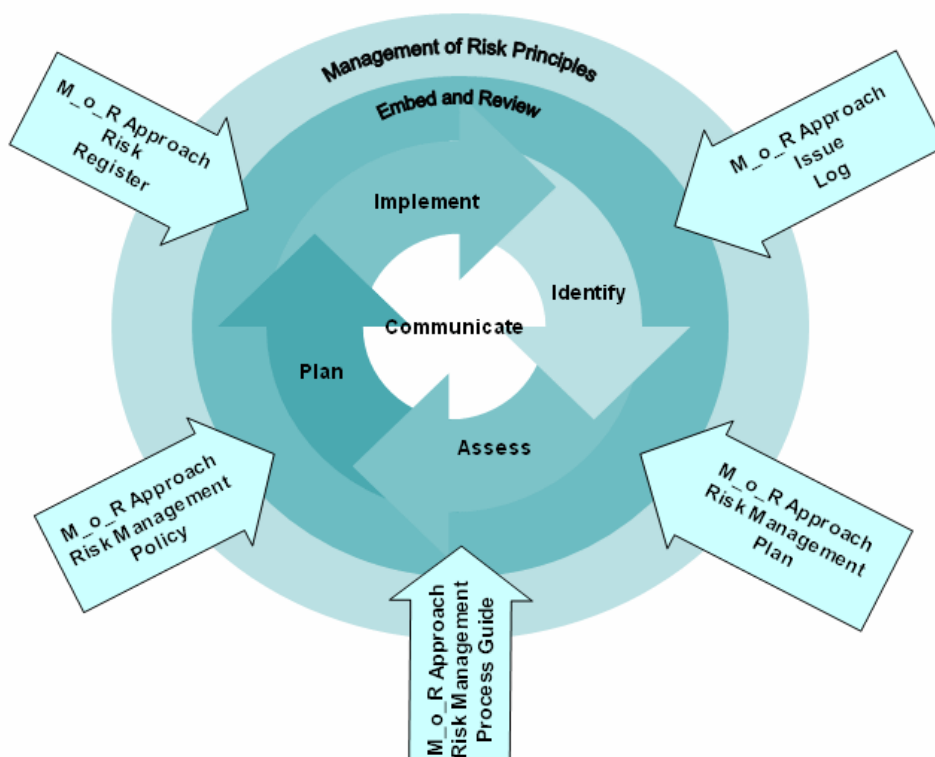 Management of Risk Principles
Embed and Review
M_o_R Approach
Risk
Register
M_o_R Approach
Issue
Log
Implement
Identify
Communicate
Plan
Assess
M_o_R Approach
Risk Management
Policy
M_o_R Approach
Risk Management
Plan
M_o_R Approach
Risk Management
Process Guide